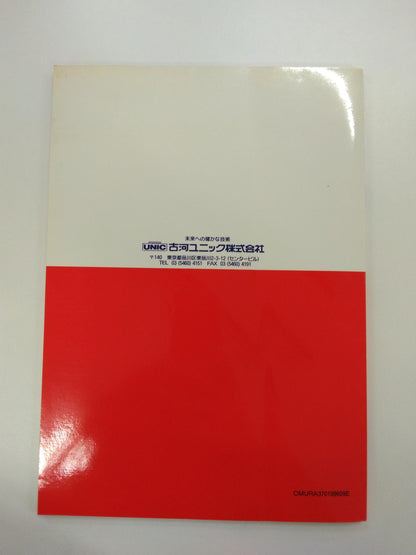 未来への確かな技術
UNIC 古河ユニック株式会社
〒140 東京都品川区東品川2-3-12 (センタービル)
TEL 03 (5460) 4151 FAX 03 (5460) 4191